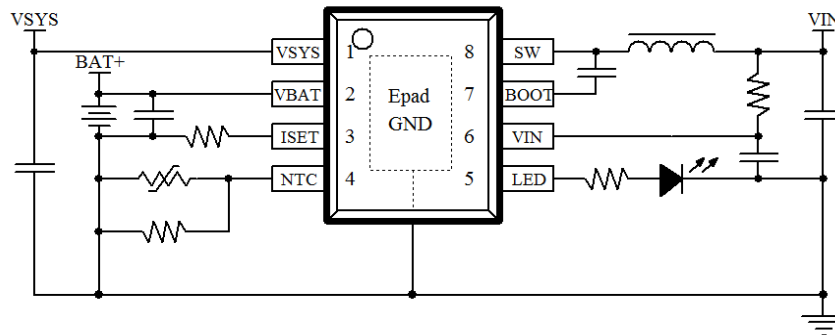 VSYS
VIN
BAT+
VSYS 1 8 SW
VBAT 2 Epad 7 BOOT
GND
ISET 3 6 VIN
NTC 4 5 LED